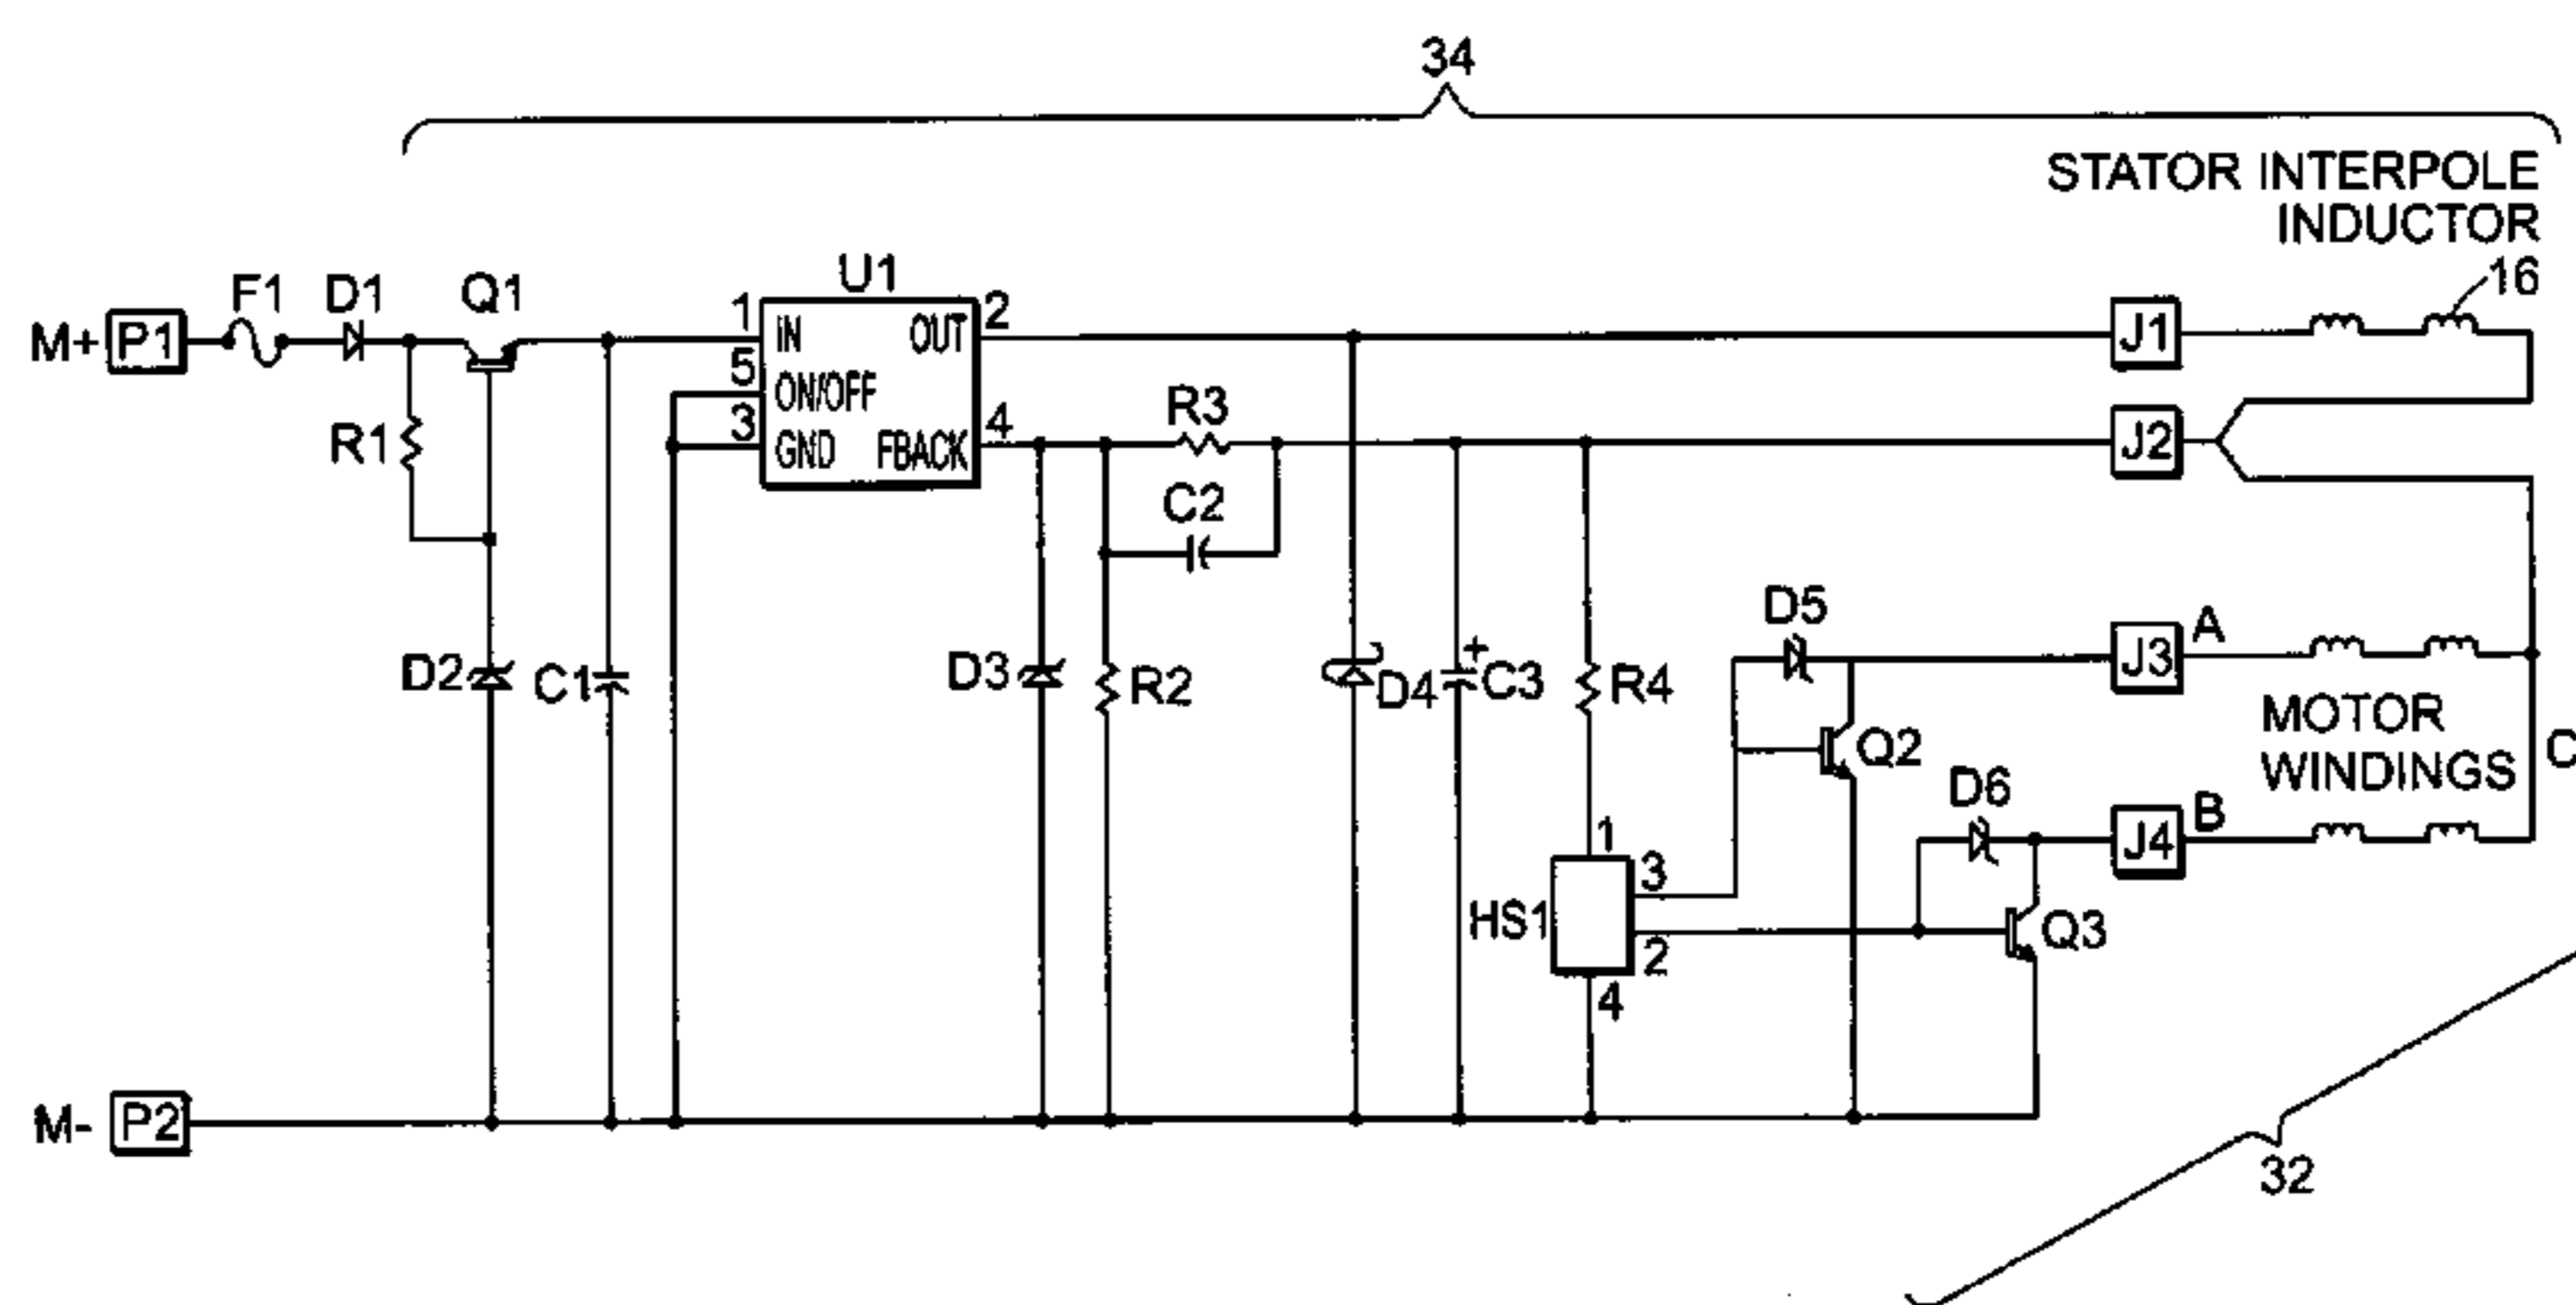 34
STATOR INTERPOLE
INDUCTOR
16
M+ P1
F1
D1
Q1
U1
1 IN
OUT 2
5 ON/OFF
3 GND
FBACK 4
R1
R3
C2
J1
J2
D2
C1
D3
R2
D4
+
C3
R4
D5
Q2
J3 A
MOTOR
WINDINGS
C
D6
J4 B
Q3
HS1
1
3
2
4
M- P2
32